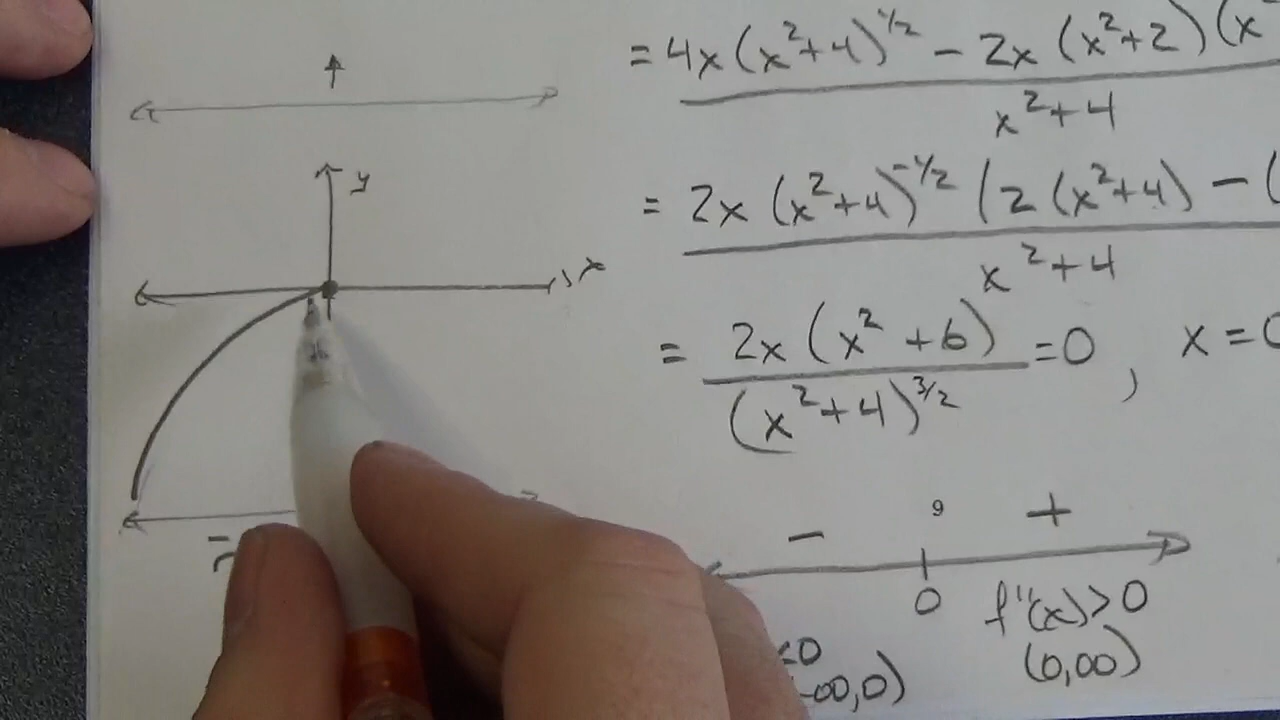 = 4x(x²+4)^½ - 2x(x²+2)(x
x²+4
y
= 2x(x²+4)^-½ (2(x²+4) - (
x²+4
x
= 2x(x²+6) =0, x=0
(x²+4)^3/2
- 9 +
0 f"(x)>0
<0
-∞,0) (0,∞)